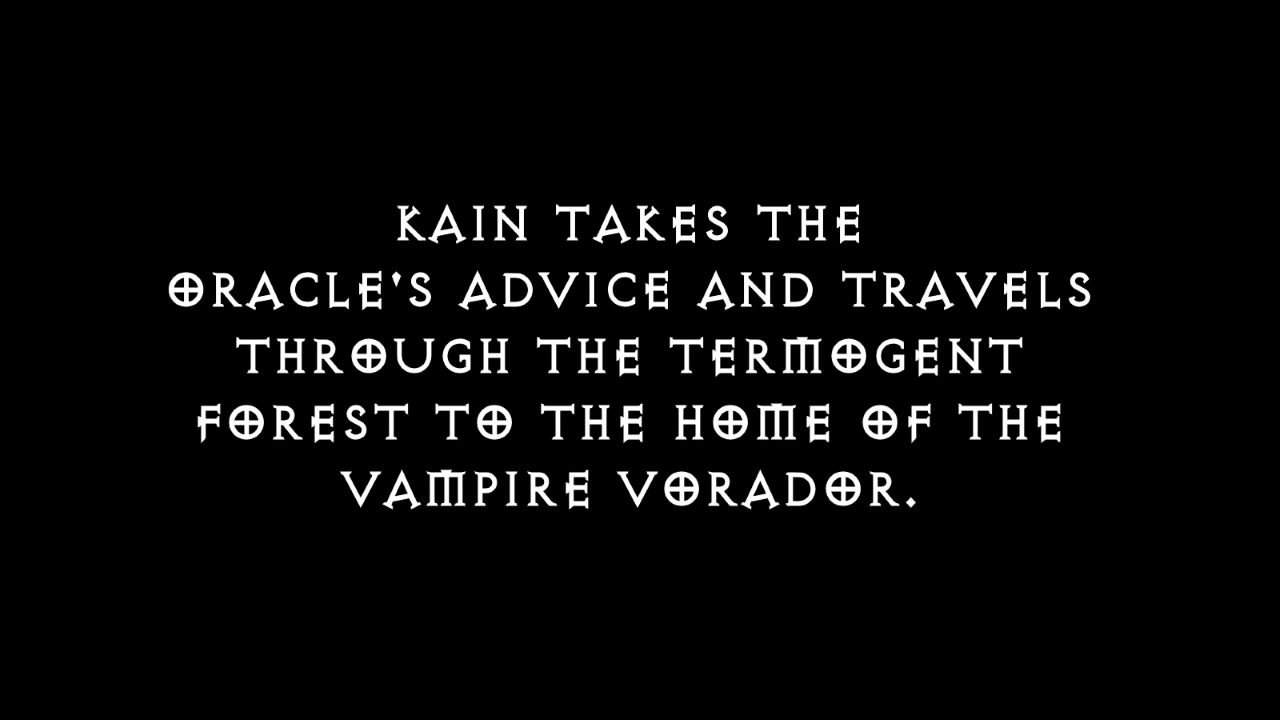 KAIN TAKES THE
ORACLE'S ADVICE AND TRAVELS
THROUGH THE TERMOGENT
FOREST TO THE HOME OF THE
VAMPIRE VORADOR.